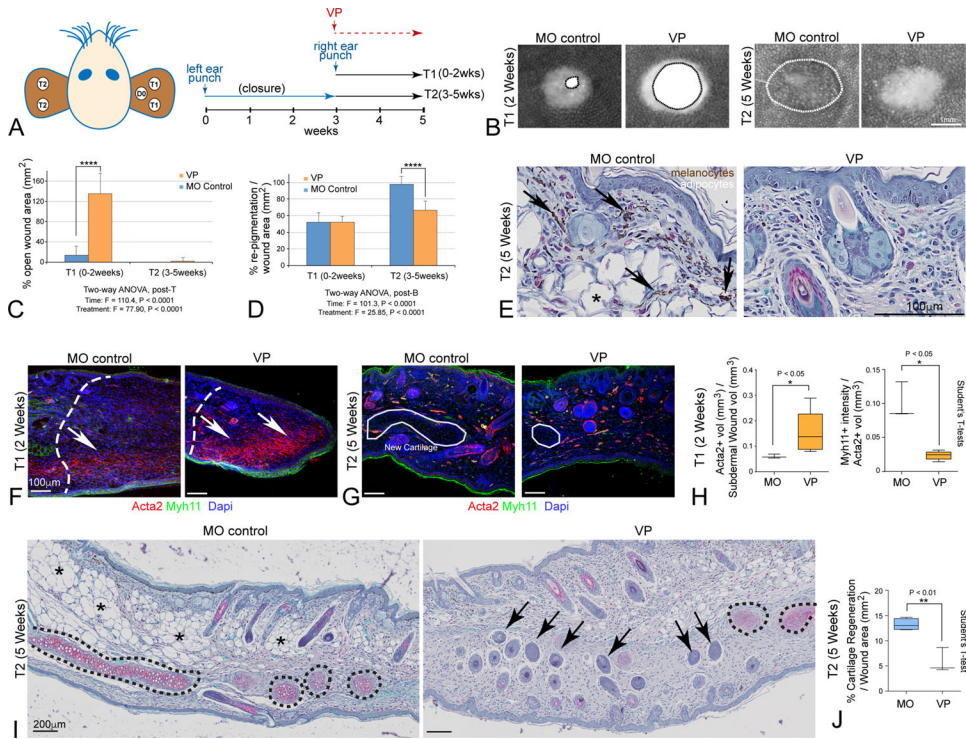 VP
right ear
punch
left ear
punch
T1 (0-2wks)
(closure)
T2 (3-5wks)
0 1 2 3 4 5
weeks
T2
T2
D0
T1
T1
A
MO control VP MO control VP
T1 (2 Weeks)
T2 (5 Weeks)
1mm
B
****
VP
MO Control
% open wound area (mm2)
160
120
80
40
0
T1 (0-2weeks) T2 (3-5weeks)
Two-way ANOVA, post-T
Time: F = 110.4, P < 0.0001
Treatment: F = 77.90, P < 0.0001
C
****
VP
MO Control
% re-pigmentation /
wound area (mm2)
100
80
60
40
20
0
T1 (0-2weeks) T2 (3-5weeks)
Two-way ANOVA, post-B
Time: F = 101.3, P < 0.0001
Treatment: F = 25.85, P < 0.0001
D
MO control VP
melanocytes
adipocytes
T2 (5 Weeks)
*
100μm
E
MO control VP
T1 (2 Weeks)
100μm
F
Acta2 Myh11 Dapi
MO control VP
T2 (5 Weeks)
New Cartilage
G
Acta2 Myh11 Dapi
T1 (2 Weeks)
Acta2+ vol (mm3) /
Subdermal Wound vol (mm3)
0.4
0.3
0.2
0.1
0
P < 0.05
*
MO VP
Myh11+ intensity /
Acta2+ vol (mm3)
0.15
0.10
0.05
0
P < 0.05
*
MO VP
Student's T-tests
H
MO control VP
T2 (5 Weeks)
* * * *
200μm
I
T2 (5 Weeks)
% Cartilage Regeneration
/ Wound area (mm2)
20
15
10
5
0
P < 0.01
**
MO VP
Student's T-test
J